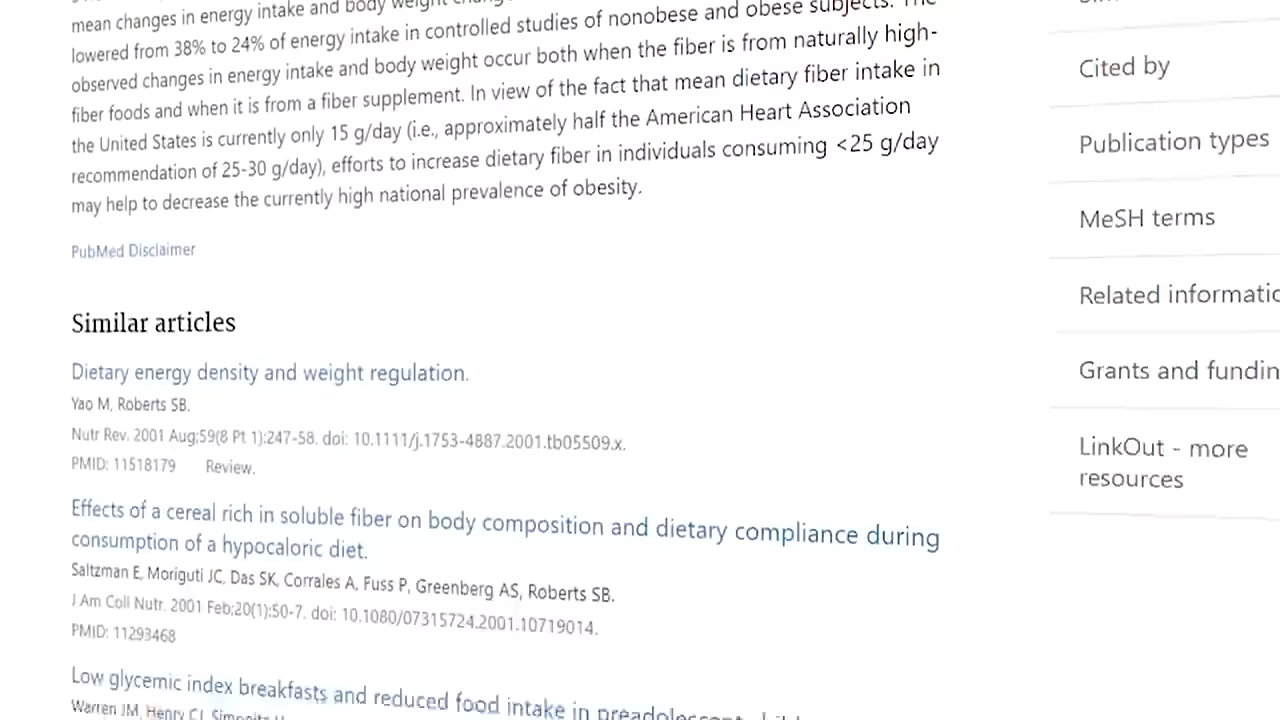 mean changes in energy intake and body weight
lowered from 38% to 24% of energy intake in controlled studies of nonobese and obese subjects. The
observed changes in energy intake and body weight occur both when the fiber is from naturally high-
fiber foods and when it is from a fiber supplement. In view of the fact that mean dietary fiber intake in
the United States is currently only 15 g/day (i.e., approximately half the American Heart Association
recommendation of 25-30 g/day), efforts to increase dietary fiber in individuals consuming <25 g/day
may help to decrease the currently high national prevalence of obesity.
PubMed Disclaimer
Similar articles
Dietary energy density and weight regulation.
Yao M, Roberts SB.
Nutr Rev. 2001 Aug;59(8 Pt 1):247-58. doi: 10.1111/j.1753-4887.2001.tb05509.x.
PMID: 11518179 Review.
Effects of a cereal rich in soluble fiber on body composition and dietary compliance during
consumption of a hypocaloric diet.
Saltzman E, Moriguti JC, Das SK, Corrales A, Fuss P, Greenberg AS, Roberts SB.
J Am Coll Nutr. 2001 Feb;20(1):50-7. doi: 10.1080/07315724.2001.10719014.
PMID: 11293468
Low glycemic index breakfasts and reduced food intake in
Warren JM, Henry CJ,
Cited by
Publication types
MeSH terms
Related informatio
Grants and fundin
LinkOut - more
resources